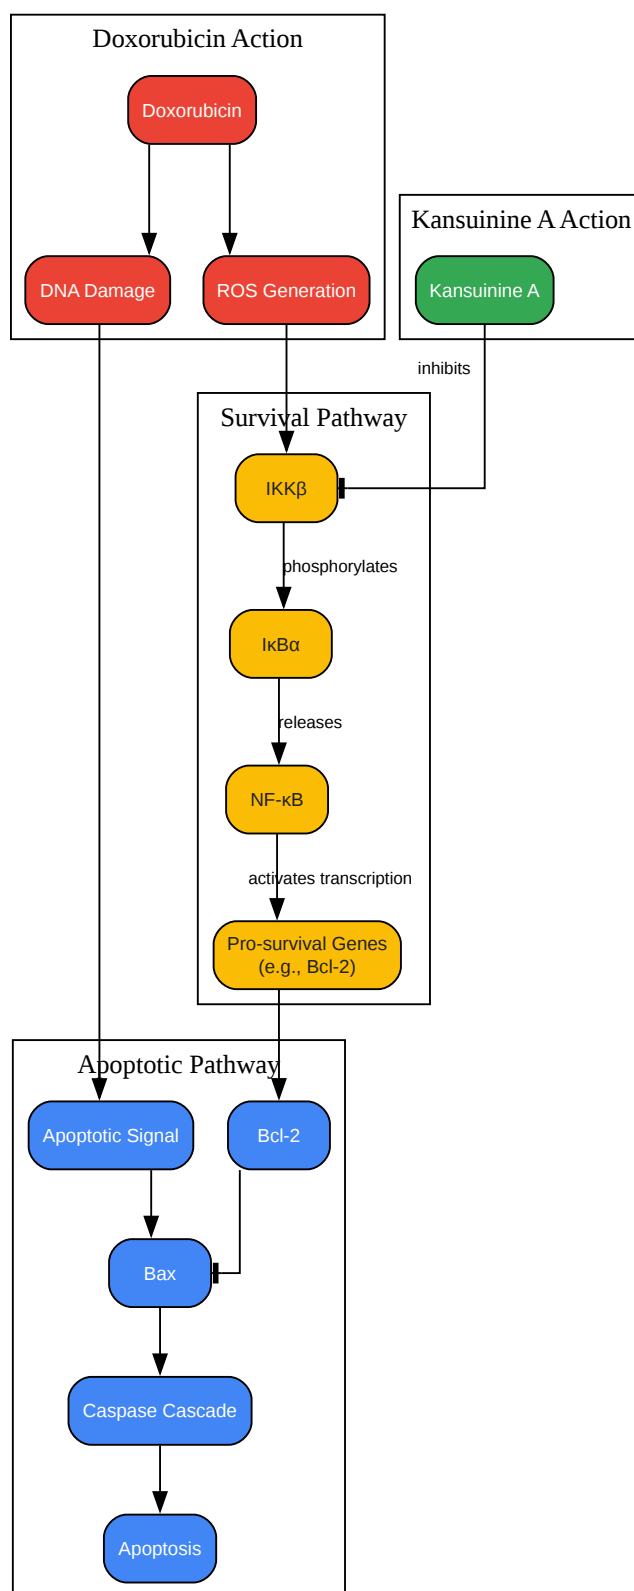 Doxorubicin Action
Doxorubicin
Kansuinine A Action
DNA Damage
ROS Generation
Kansuinine A
inhibits
Survival Pathway
IKKβ
phosphorylates
IκBα
releases
NF-κB
activates transcription
Pro-survival Genes
(e.g., Bcl-2)
Apoptotic Pathway
Apoptotic Signal
Bcl-2
Bax
Caspase Cascade
Apoptosis